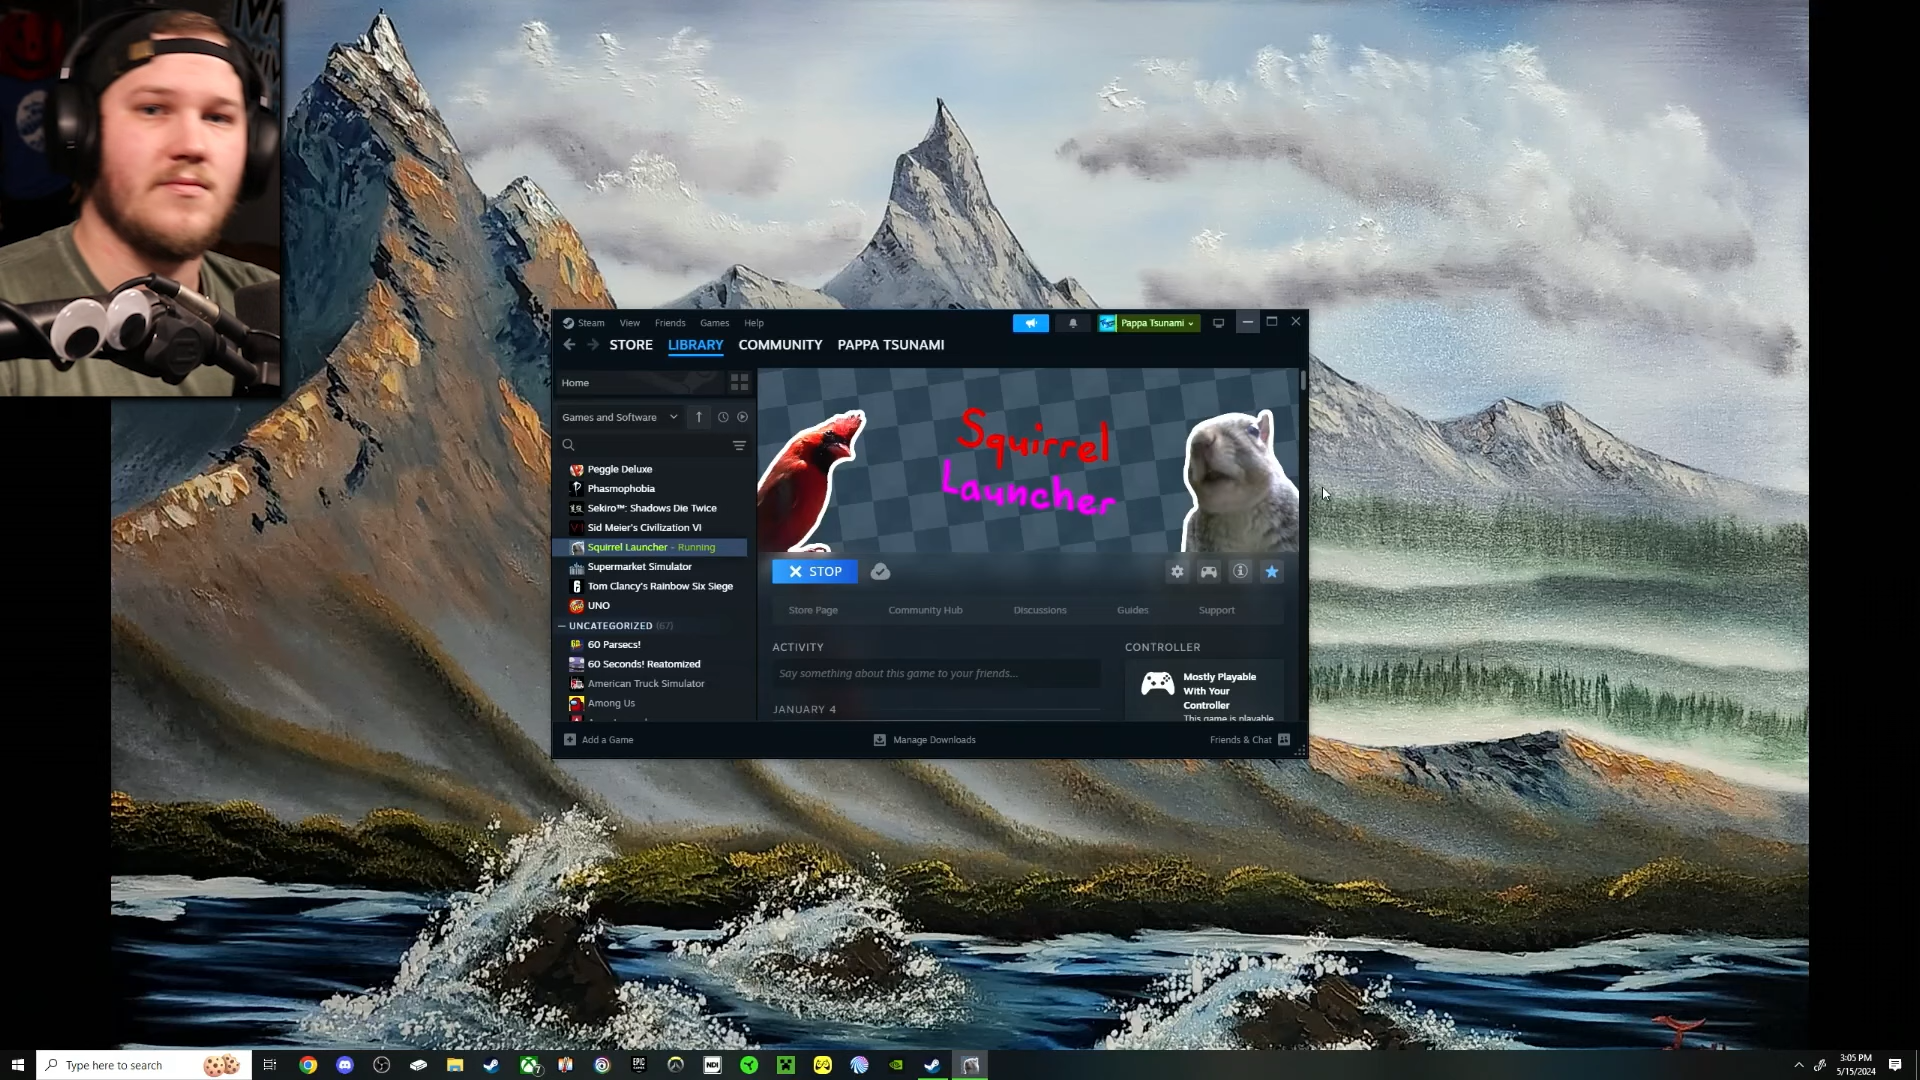 Steam View Friends Games Help
Pappa Tsunami
STORE LIBRARY COMMUNITY PAPPA TSUNAMI
Home
Games and Software
Peggle Deluxe
Phasmophobia
Sekiro™: Shadows Die Twice
Sid Meier's Civilization VI
Squirrel Launcher - Running
Supermarket Simulator
Tom Clancy's Rainbow Six Siege
UNO
— UNCATEGORIZED (67)
60 Parsecs!
60 Seconds! Reatomized
American Truck Simulator
Among Us
Squirrel
Launcher
STOP
Store Page Community Hub Discussions Guides Support
ACTIVITY
Say something about this game to your friends...
JANUARY 4
CONTROLLER
Mostly Playable
With Your
Controller
This game is playable
Add a Game
Manage Downloads
Friends & Chat
Type here to search
EPIC
GAMES
NDI
3:05 PM
5/15/2024